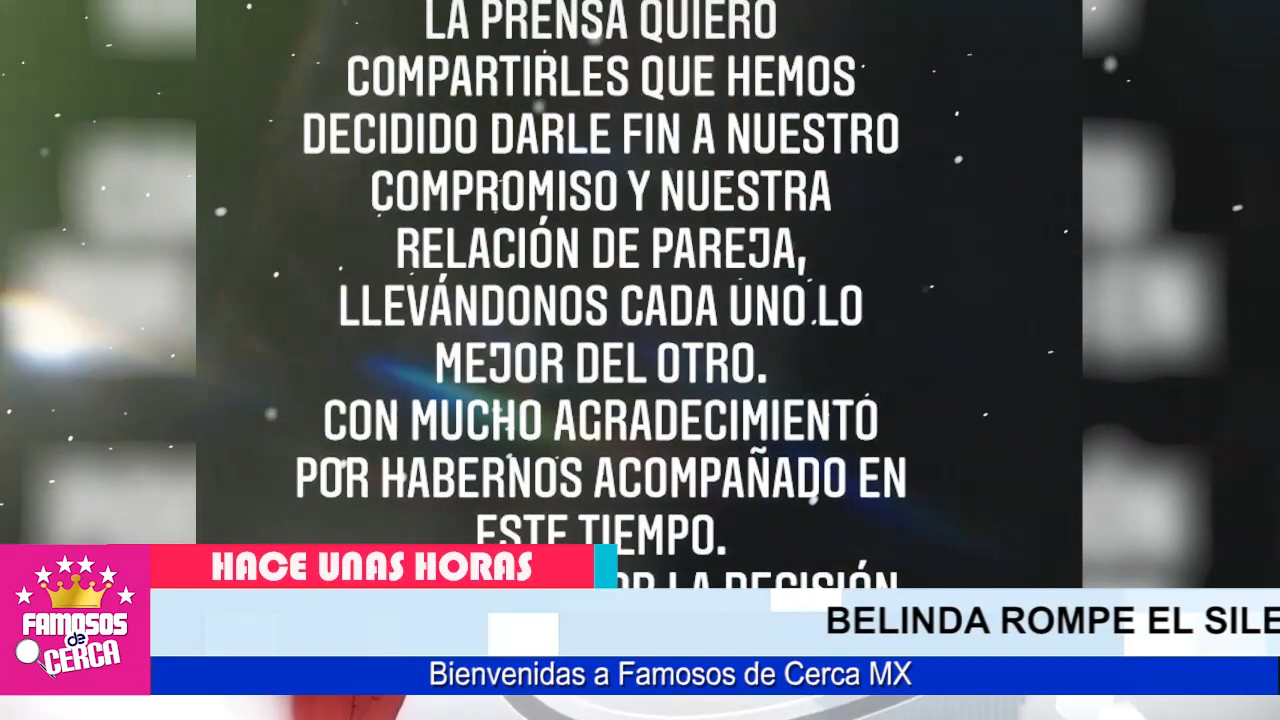 LA PRENSA QUIERO
COMPARTIRLES QUE HEMOS
DECIDIDO DARLE FIN A NUESTRO
COMPROMISO Y NUESTRA
RELACIÓN DE PAREJA,
LLEVÁNDONOS CADA UNO LO
MEJOR DEL OTRO.
CON MUCHO AGRADECIMIENTO
POR HABERNOS ACOMPAÑADO EN
ESTE TIEMPO.
LA DECISIÓN
HACE UNAS HORAS
FAMOSOS
de
CERCA
BELINDA ROMPE EL SILE
Bienvenidas a Famosos de Cerca MX